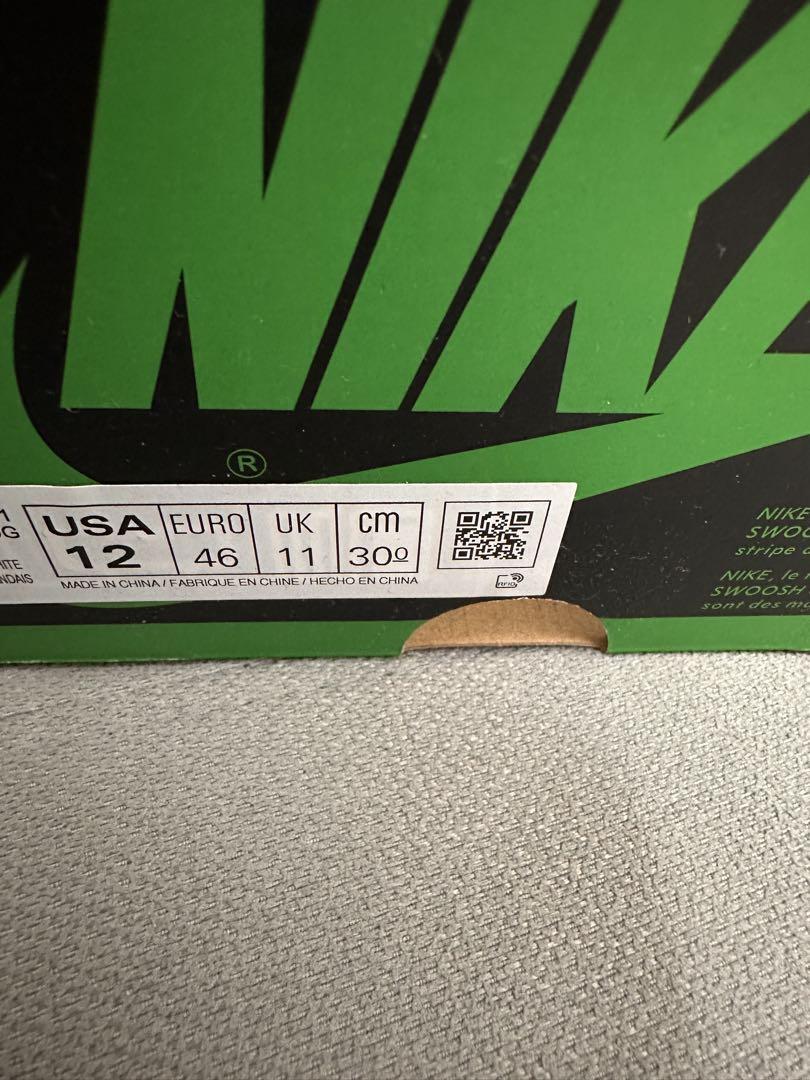 NIKE
®
USA EURO UK cm
12 46 11 30º
MADE IN CHINA / FABRIQUE EN CHINE / HECHO EN CHINA
RFID
NIKE
stripe
NIKE, le
SWOOSH
sont des